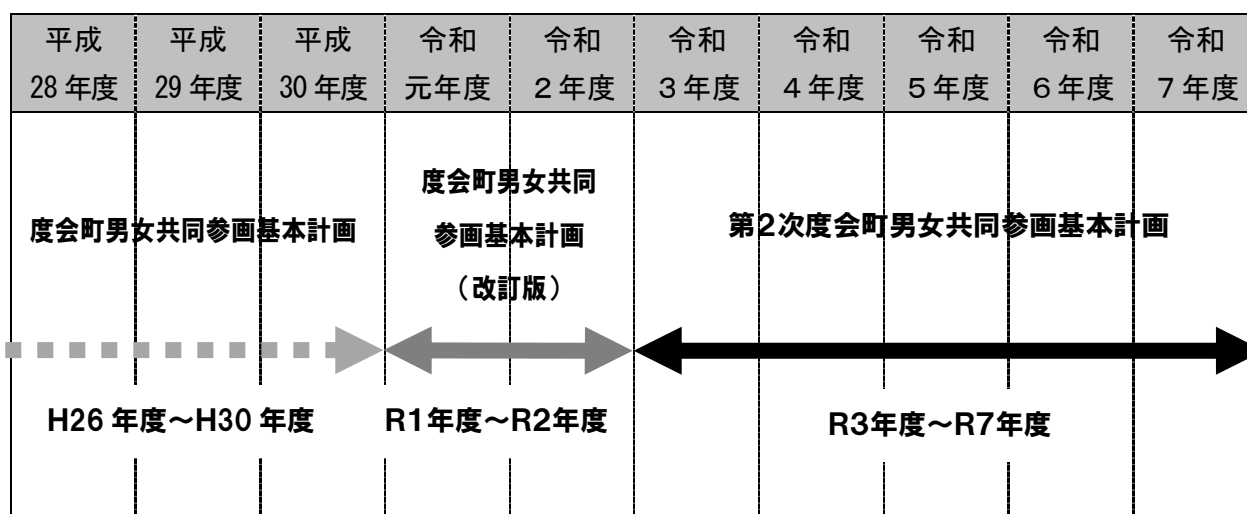 平成 平成 平成 令和 令和 令和 令和 令和 令和 令和
28年度 29年度 30年度 元年度 2年度 3年度 4年度 5年度 6年度 7年度
度会町男女共同参画基本計画
度会町男女共同
参画基本計画
（改訂版）
第2次度会町男女共同参画基本計画
H26年度～H30年度
R1年度～R2年度
R3年度～R7年度